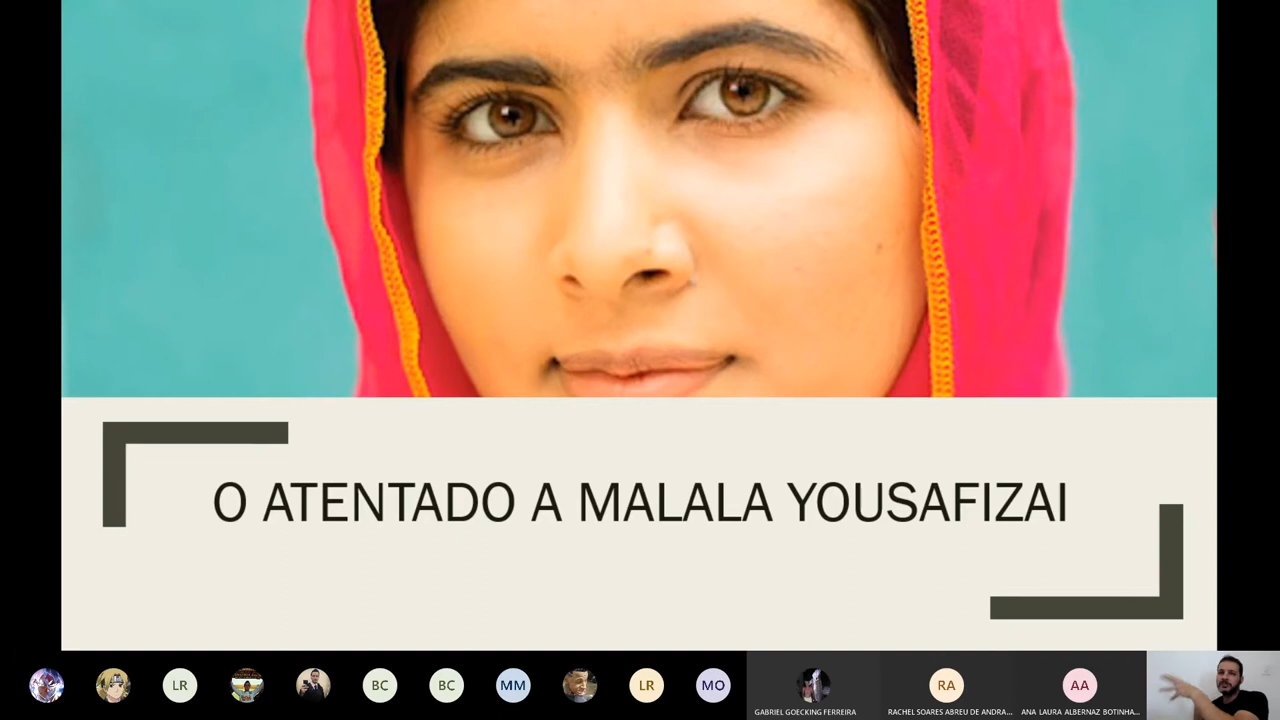 O ATENTADO A MALALA YOUSAFIZAI
LR
BC
BC
MM
LR
MO
RA
AA
GABRIEL GOECKING FERREIRA
RACHEL SOARES ABREU DE ANDRA...
ANA LAURA ALBERNAZ BOTINHA...